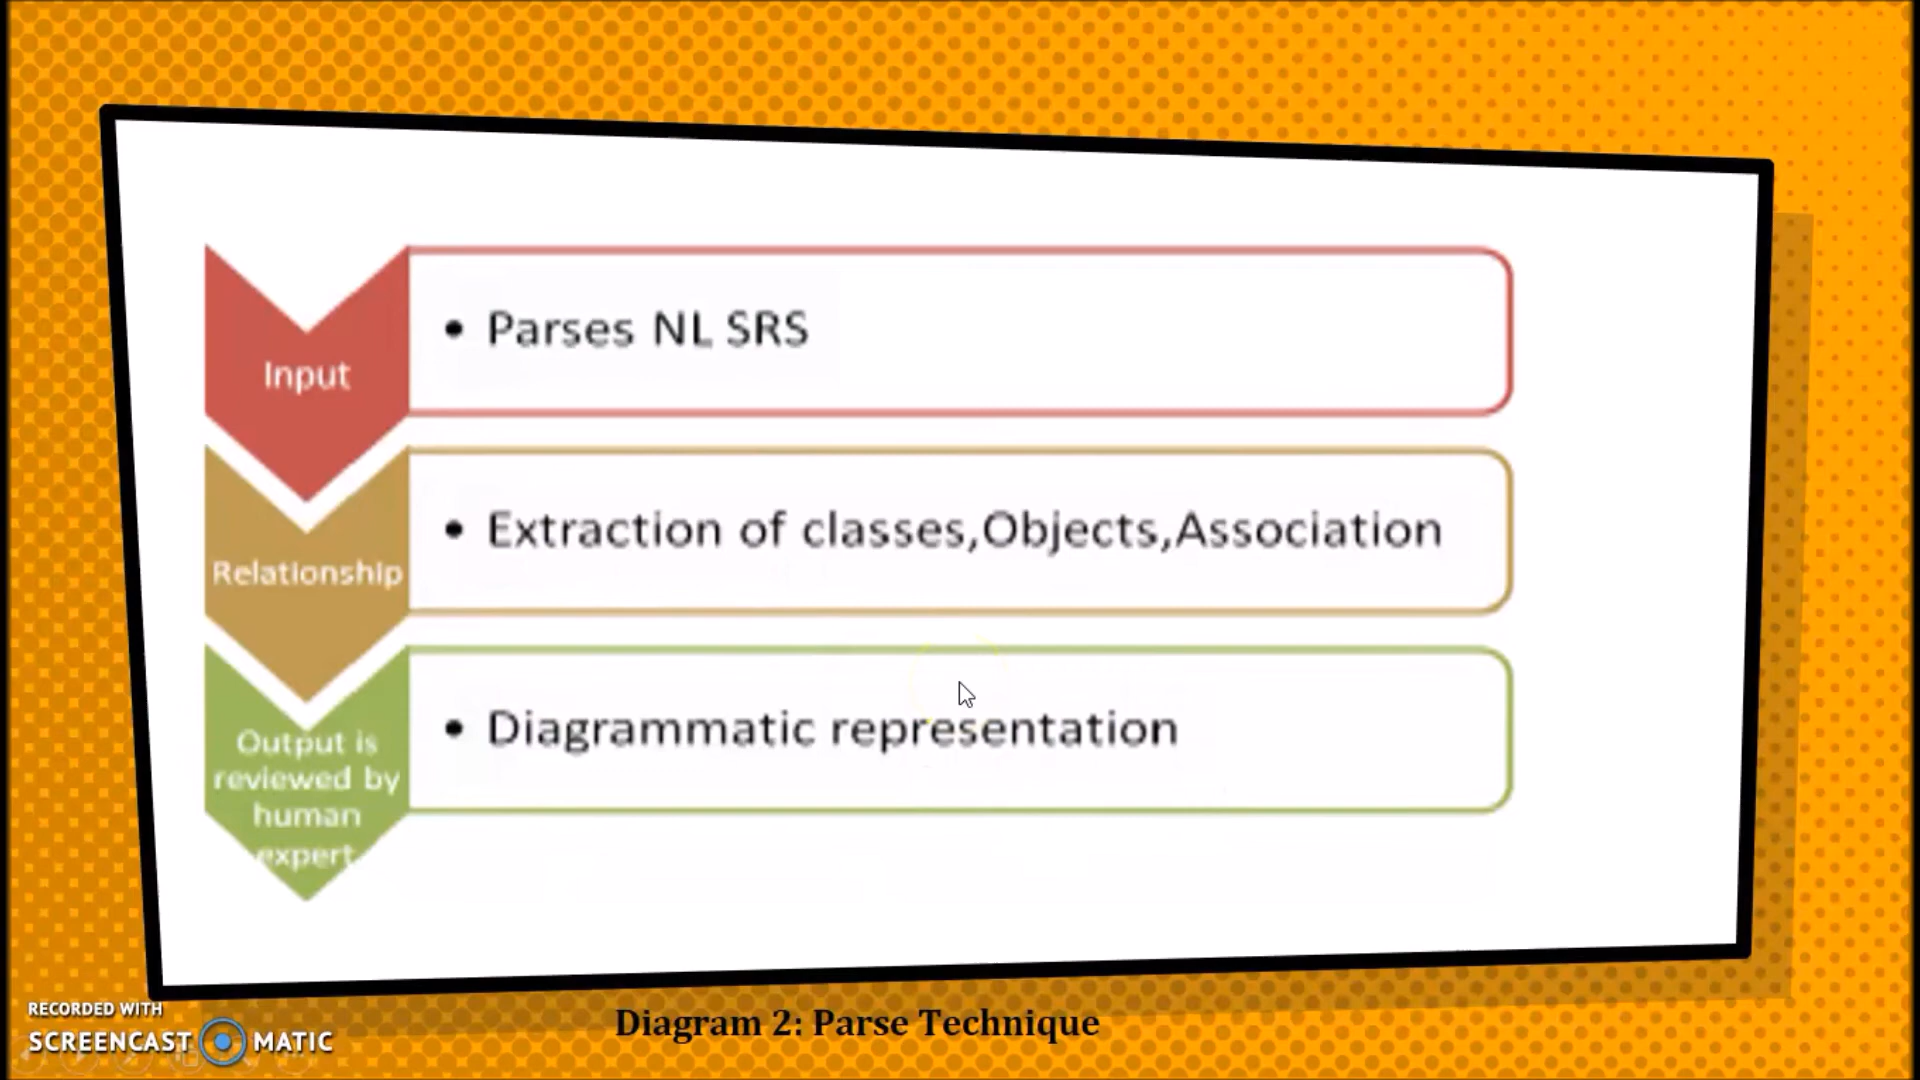 Input
• Parses NL SRS
Relationship
• Extraction of classes,Objects,Association
Output is
reviewed by
human
expert
• Diagrammatic representation
RECORDED WITH
SCREENCAST MATIC
Diagram 2: Parse Technique